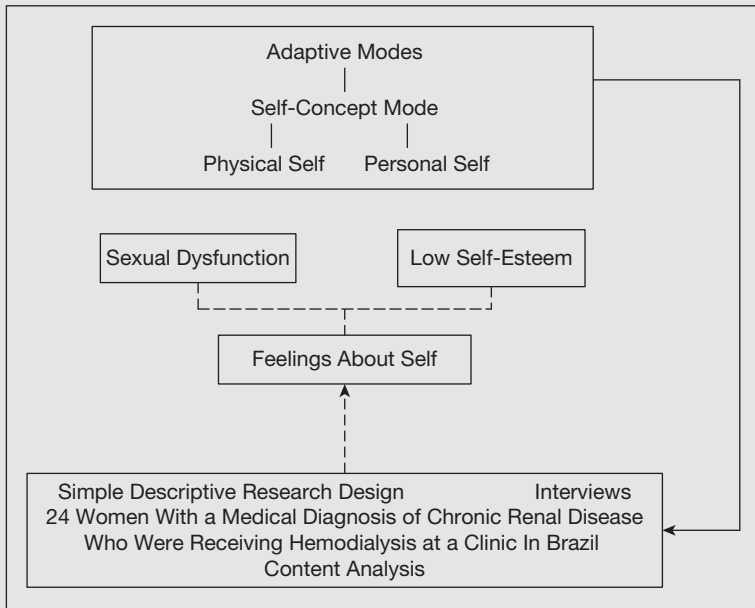 Adaptive Modes
Self-Concept Mode
Physical Self Personal Self
Sexual Dysfunction Low Self-Esteem
Feelings About Self
Simple Descriptive Research Design Interviews
24 Women With a Medical Diagnosis of Chronic Renal Disease
Who Were Receiving Hemodialysis at a Clinic In Brazil
Content Analysis